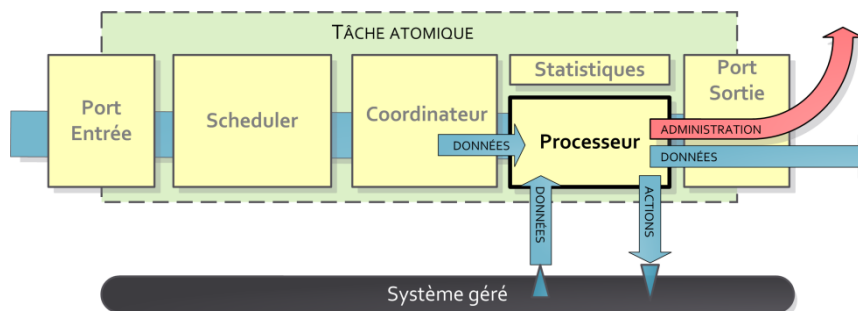 TÂCHE ATOMIQUE
Port
Entrée
Scheduler
Coordinateur
Statistiques
Port
Sortie
DONNÉES
Processeur
ADMINISTRATION
DONNÉES
DONNÉES
ACTIONS
Système géré